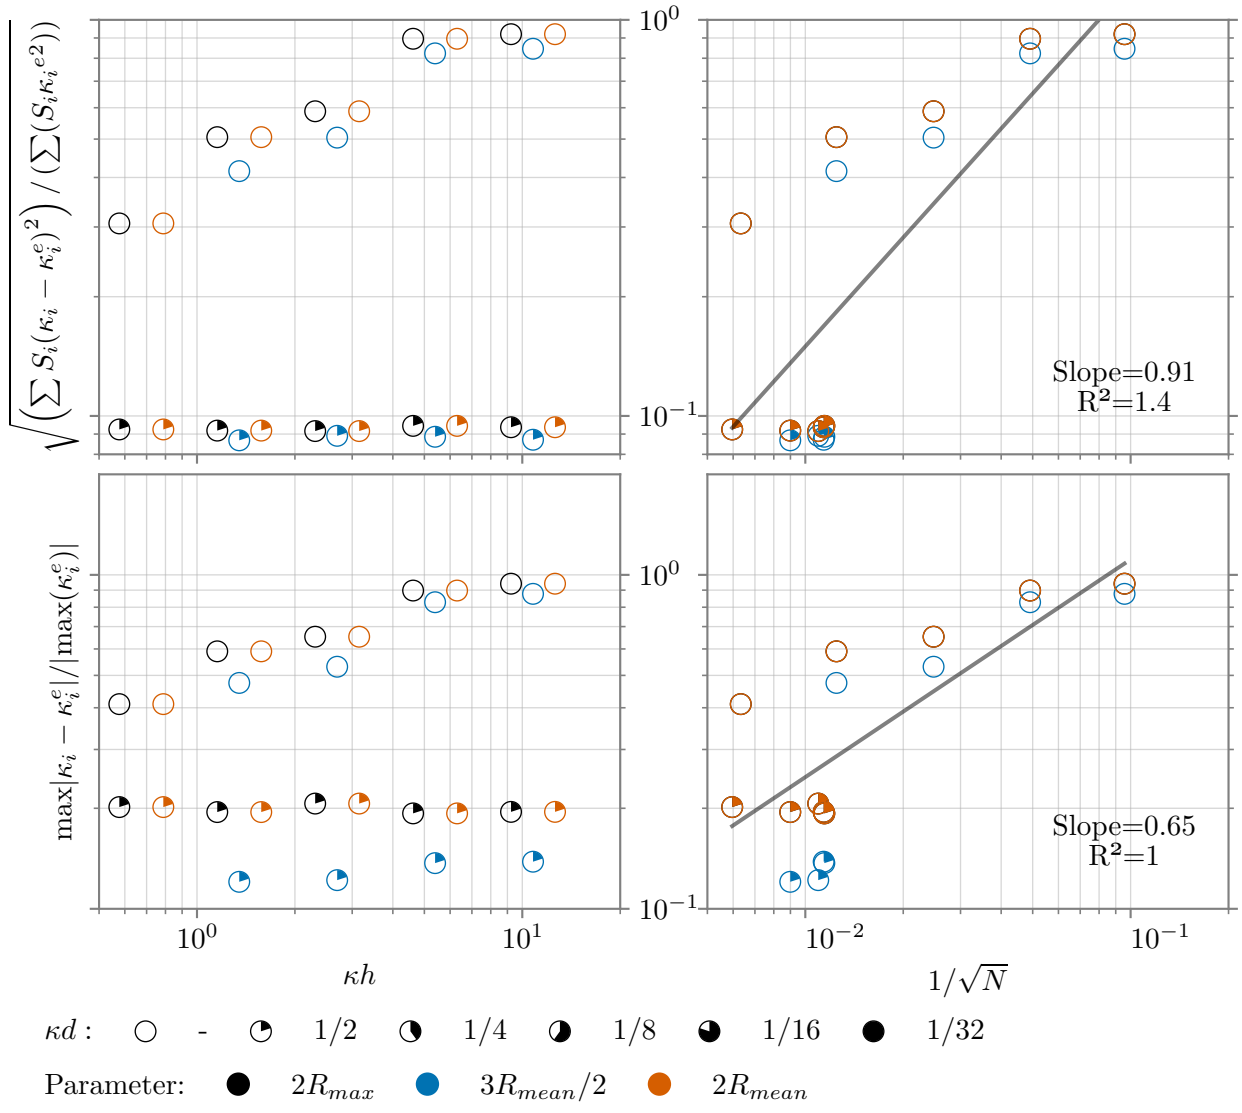 √((∑ Sᵢ(κᵢ − κᵢᵉ)²) / (∑(Sᵢκᵢᵉ²)))
10⁰
10⁻¹
Slope=0.91
R²=1.4
max|κᵢ − κᵢᵉ|/|max(κᵢᵉ)|
10⁰
10⁻¹
Slope=0.65
R²=1
10⁰ 10¹ 10⁻² 10⁻¹
κh 1/√N
κd : - 1/2 1/4 1/8 1/16 1/32
Parameter: 2R_max 3R_mean/2 2R_mean